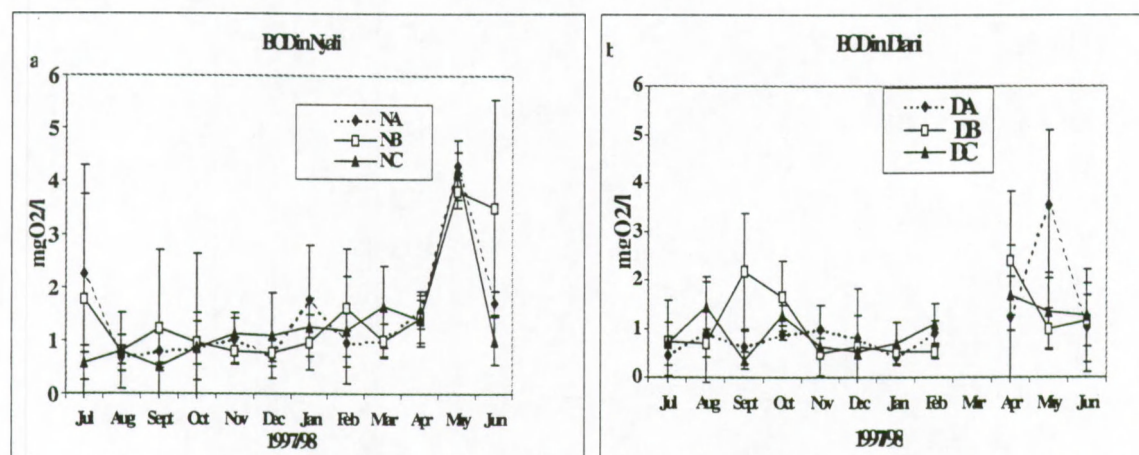 a
BOD in Nyali
6
5
4
3
2
1
0
mgO2/l
NA
NB
NC
Jul Aug Sept Oct Nov Dec Jan Feb Mar Apr May Jun
1997/98
b
BOD in Diani
6
5
4
3
2
1
0
mgO2/l
DA
DB
DC
Jul Aug Sept Oct Nov Dec Jan Feb Mar Apr May Jun
1997/98